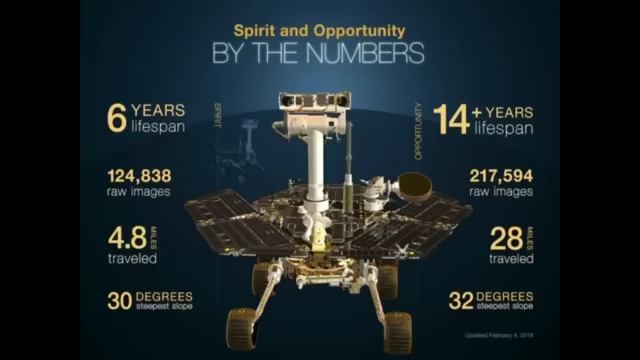 Spirit and Opportunity
BY THE NUMBERS
SPIRIT
6 YEARS
lifespan
124,838
raw images
4.8 MILES
traveled
30 DEGREES
steepest slope
OPPORTUNITY
14+ YEARS
lifespan
217,594
raw images
28 MILES
traveled
32 DEGREES
steepest slope
Updated February 4, 2019